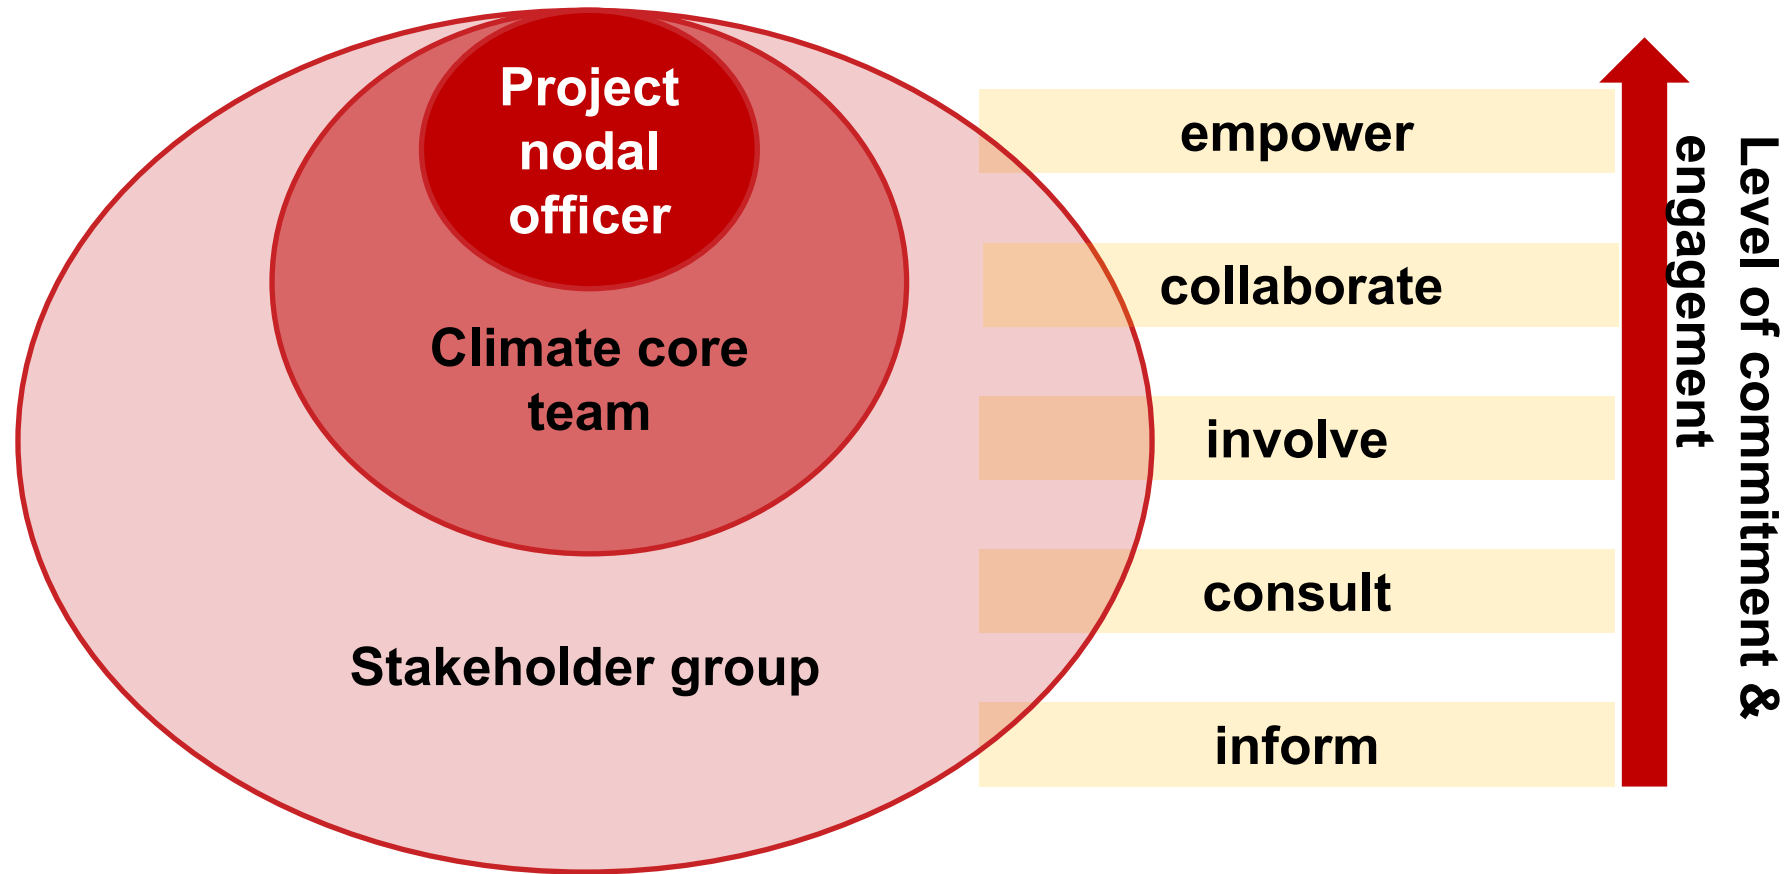 Project
nodal
officer
Climate core
team
Stakeholder group
empower
collaborate
involve
consult
inform
Level of commitment &
engagement